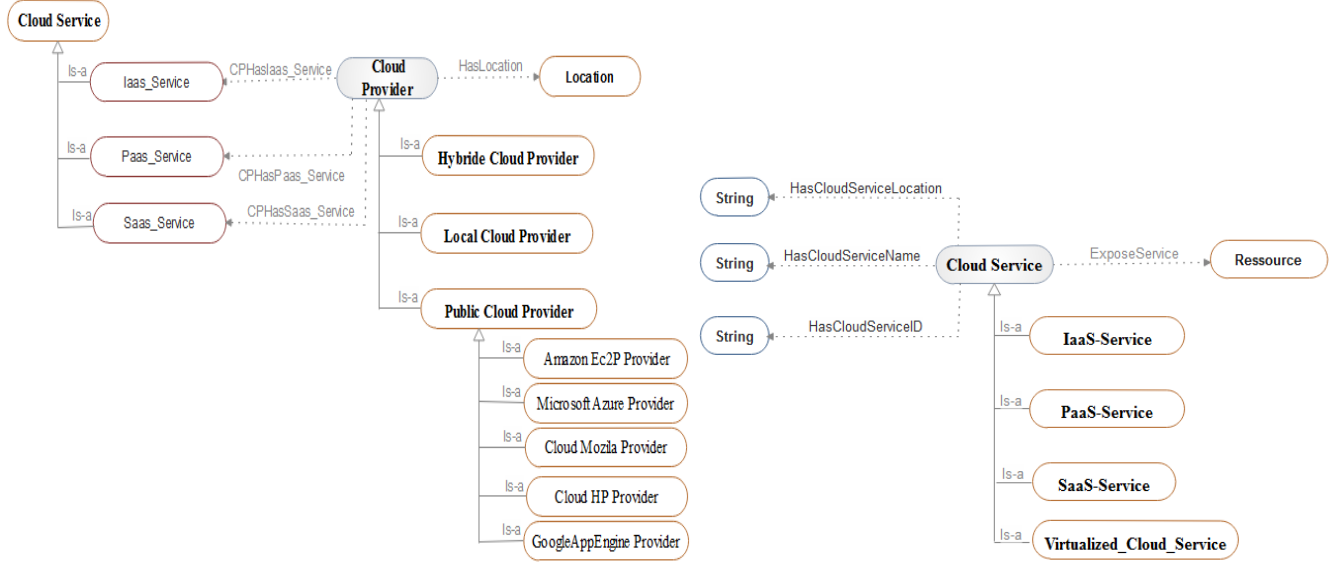 Cloud Service
Is-a
Iaas_Service
CPHasIaas_Service
Cloud
Provider
HasLocation
Location
Is-a
Paas_Service
CPHasPaas_Service
Is-a
Saas_Service
CPHasSaas_Service
Is-a
Hybride Cloud Provider
Is-a
Local Cloud Provider
Is-a
Public Cloud Provider
Is-a
Amazon Ec2P Provider
Is-a
Microsoft Azure Provider
Is-a
Cloud Mozila Provider
Is-a
Cloud HP Provider
Is-a
GoogleAppEngine Provider
String
HasCloudServiceLocation
String
HasCloudServiceName
Cloud Service
ExposeService
Ressource
String
HasCloudServiceID
Is-a
IaaS-Service
Is-a
PaaS-Service
Is-a
SaaS-Service
Is-a
Virtualized_Cloud_Service